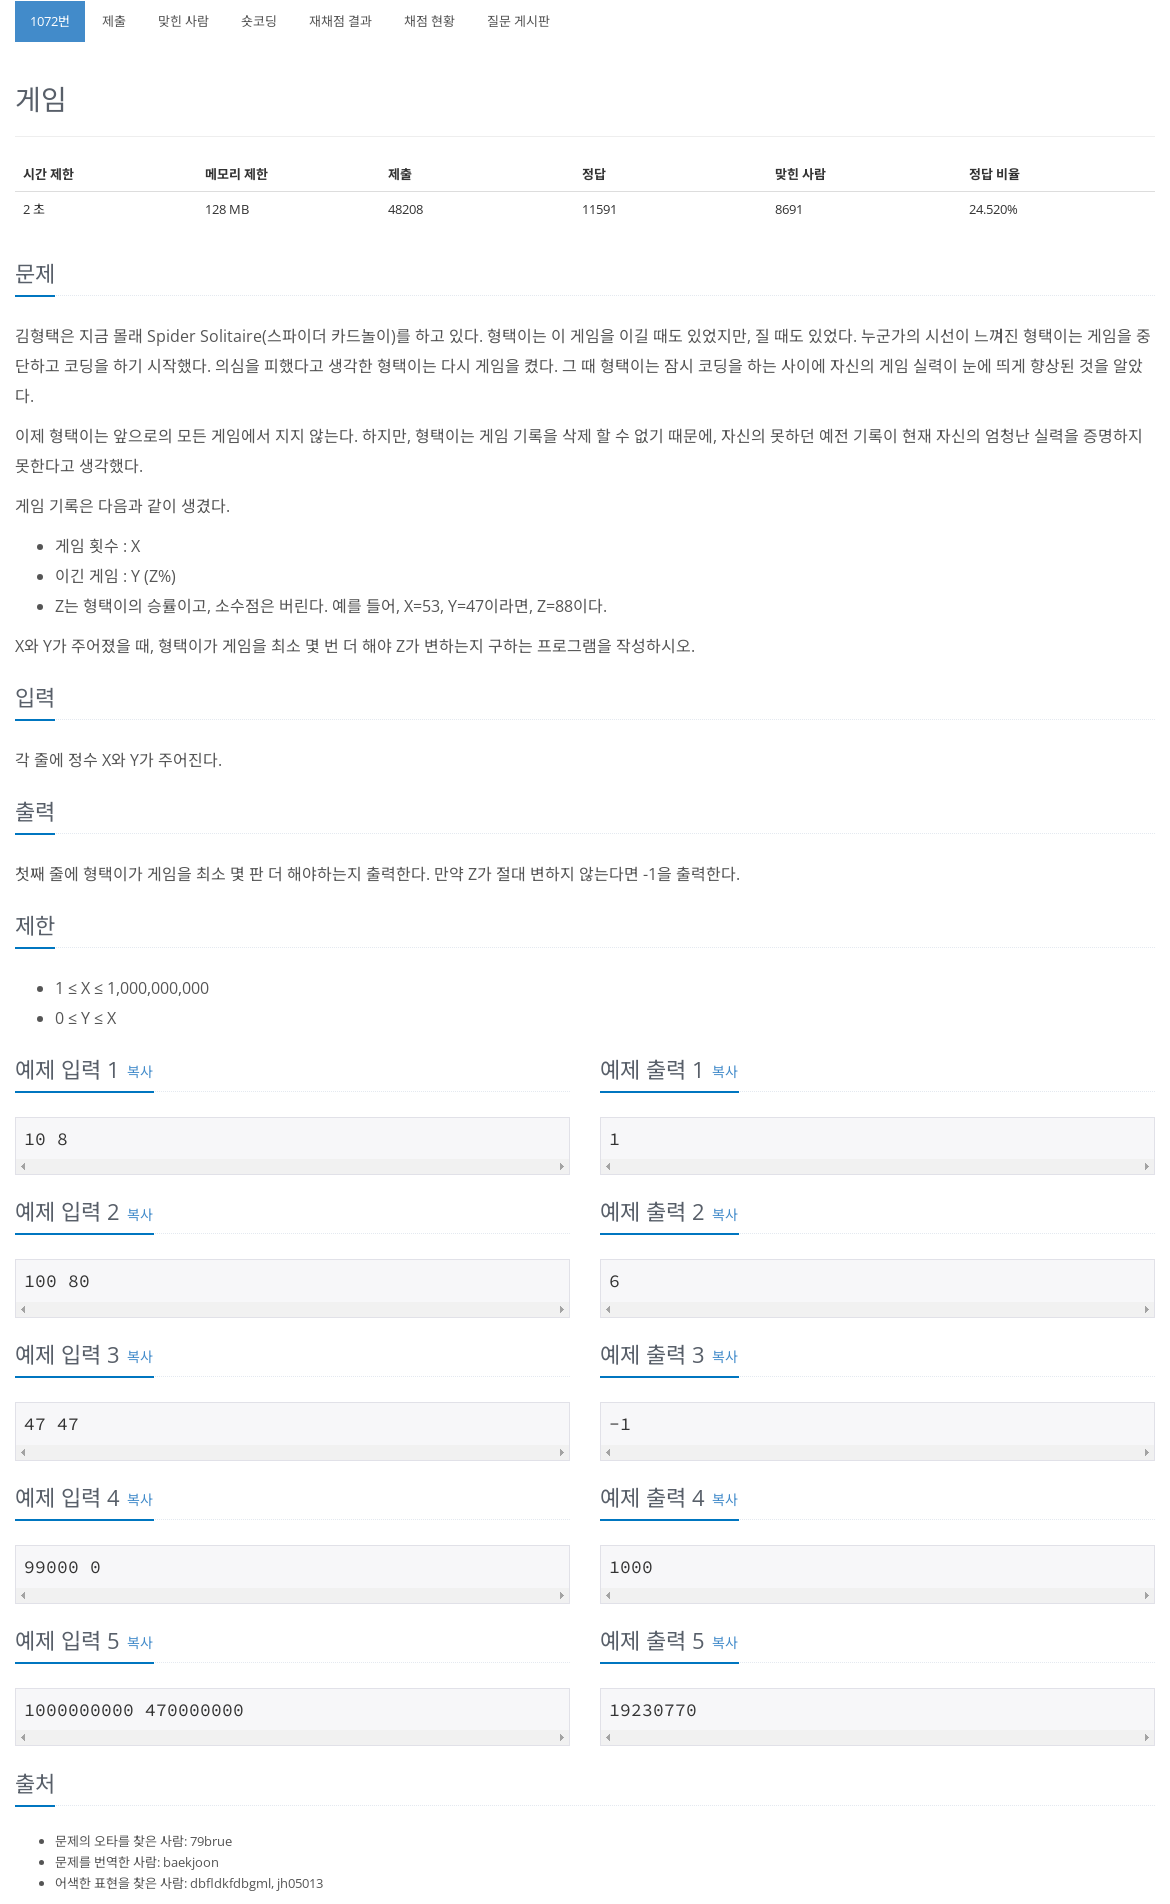 1072번 제출 맞힌 사람 숏코딩 재채점 결과 채점 현황 질문 게시판
게임
시간 제한 메모리 제한 제출 정답 맞힌 사람 정답 비율
2 초 128 MB 48208 11591 8691 24.520%
문제
김형택은 지금 몰래 Spider Solitaire(스파이더 카드놀이)를 하고 있다. 형택이는 이 게임을 이길 때도 있었지만, 질 때도 있었다. 누군가의 시선이 느껴진 형택이는 게임을 중
단하고 코딩을 하기 시작했다. 의심을 피했다고 생각한 형택이는 다시 게임을 켰다. 그 때 형택이는 잠시 코딩을 하는 사이에 자신의 게임 실력이 눈에 띄게 향상된 것을 알았
다.
이제 형택이는 앞으로의 모든 게임에서 지지 않는다. 하지만, 형택이는 게임 기록을 삭제 할 수 없기 때문에, 자신의 못하던 예전 기록이 현재 자신의 엄청난 실력을 증명하지
못한다고 생각했다.
게임 기록은 다음과 같이 생겼다.
• 게임 횟수 : X
• 이긴 게임 : Y (Z%)
• Z는 형택이의 승률이고, 소수점은 버린다. 예를 들어, X=53, Y=47이라면, Z=88이다.
X와 Y가 주어졌을 때, 형택이가 게임을 최소 몇 번 더 해야 Z가 변하는지 구하는 프로그램을 작성하시오.
입력
각 줄에 정수 X와 Y가 주어진다.
출력
첫째 줄에 형택이가 게임을 최소 몇 판 더 해야하는지 출력한다. 만약 Z가 절대 변하지 않는다면 -1을 출력한다.
제한
• 1 ≤ X ≤ 1,000,000,000
• 0 ≤ Y ≤ X
예제 입력 1 복사 예제 출력 1 복사
10 8 1
예제 입력 2 복사 예제 출력 2 복사
100 80 6
예제 입력 3 복사 예제 출력 3 복사
47 47 -1
예제 입력 4 복사 예제 출력 4 복사
99000 0 1000
예제 입력 5 복사 예제 출력 5 복사
1000000000 470000000 19230770
출처
• 문제의 오타를 찾은 사람: 79brue
• 문제를 번역한 사람: baekjoon
• 어색한 표현을 찾은 사람: dbfldkfdbgml, jh05013